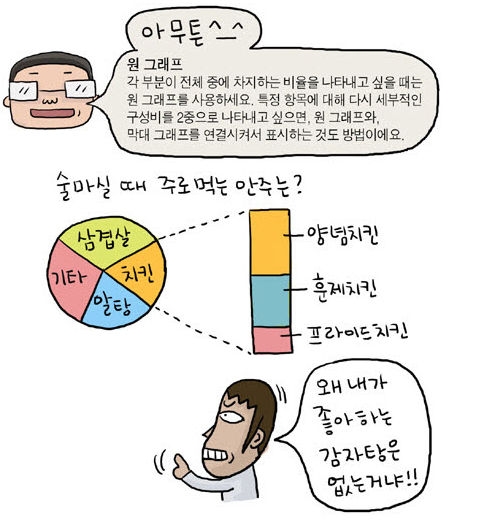 아무튼^_^
원 그래프
각 부분이 전체 중에 차지하는 비율을 나타내고 싶을 때는
원 그래프를 사용하세요. 특정 항목에 대해 다시 세부적인
구성비를 2중으로 나타내고 싶으면, 원 그래프와,
막대 그래프를 연결시켜서 표시하는 것도 방법이에요.
술마실 때 주로먹는 안주는?
삼겹살
기타
치킨
알탕
양념치킨
훈제치킨
프라이드치킨
왜 내가
좋아하는
감자탕은
없는거냐!!